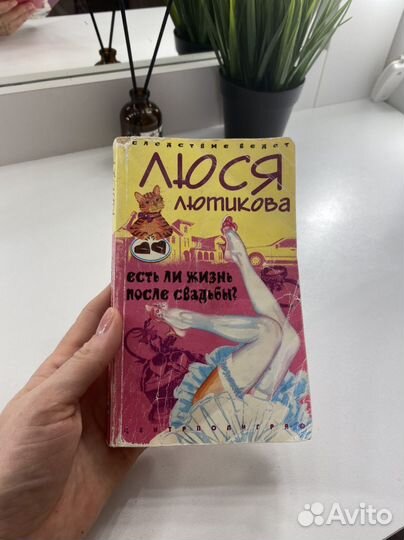 СЛЕДСТВИЕ ВЕДЕТ
ЛЮСЯ
ЛЮТИКОВА
ЕСТЬ ЛИ ЖИЗНЬ
ПОСЛЕ СВАДЬБЫ?
ЦЕНТРПОЛИГРАФ
Avito